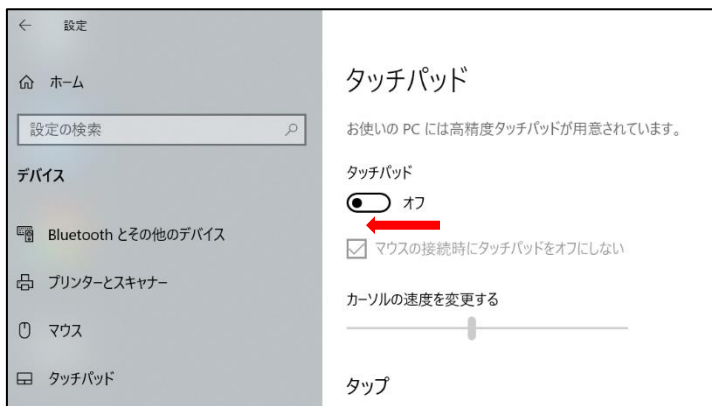 設定
ホーム
設定の検索
デバイス
Bluetooth とその他のデバイス
プリンターとスキャナー
マウス
タッチパッド
タッチパッド
お使いの PC には高精度タッチパッドが用意されています。
タッチパッド
オフ
マウスの接続時にタッチパッドをオフにしない
カーソルの速度を変更する
タップ